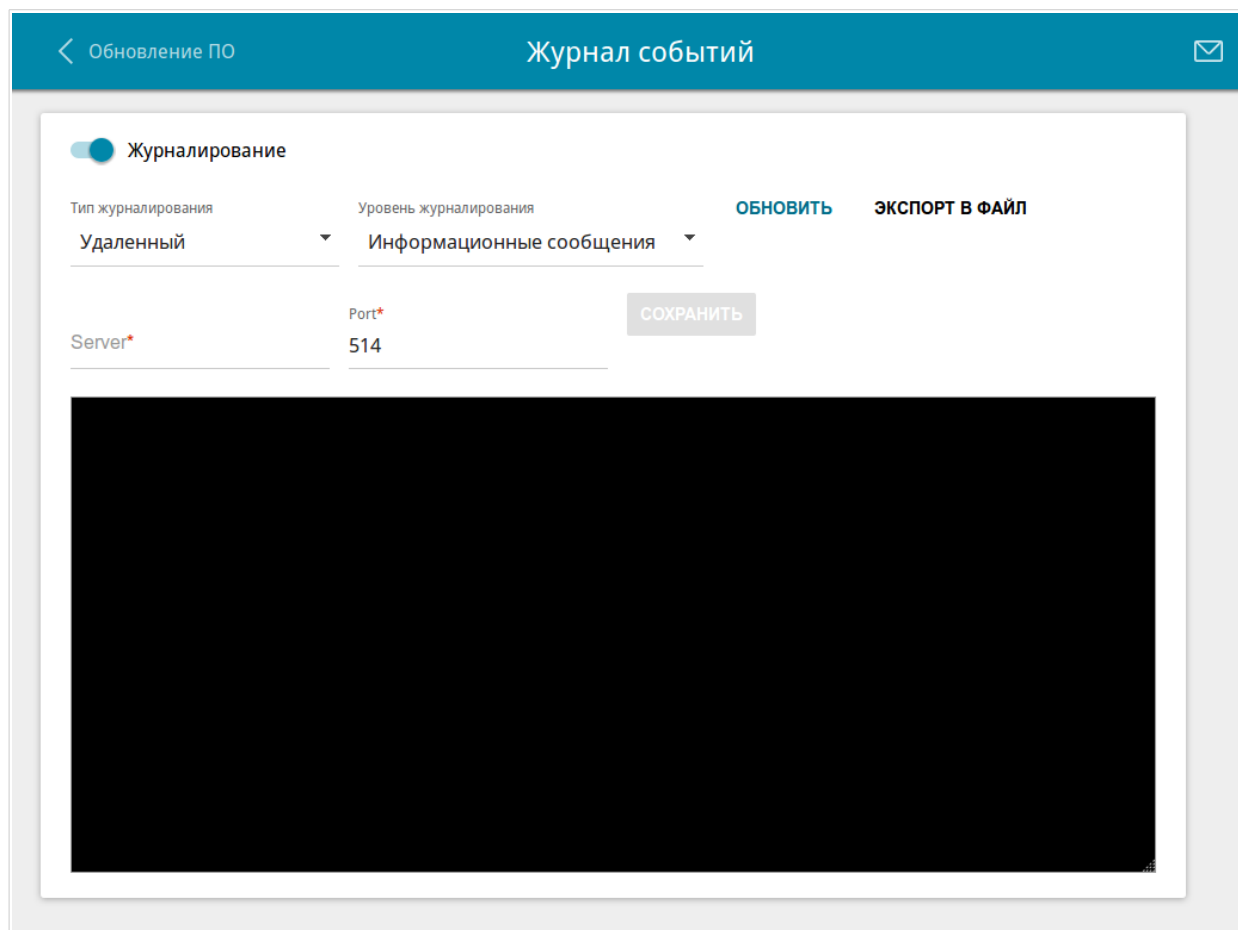 Обновление ПО
Журнал событий
Журналирование
Тип журналирования
Уровень журналирования
ОБНОВИТЬ
ЭКСПОРТ В ФАЙЛ
Удаленный
Информационные сообщения
Server*
Port*
514
СОХРАНИТЬ